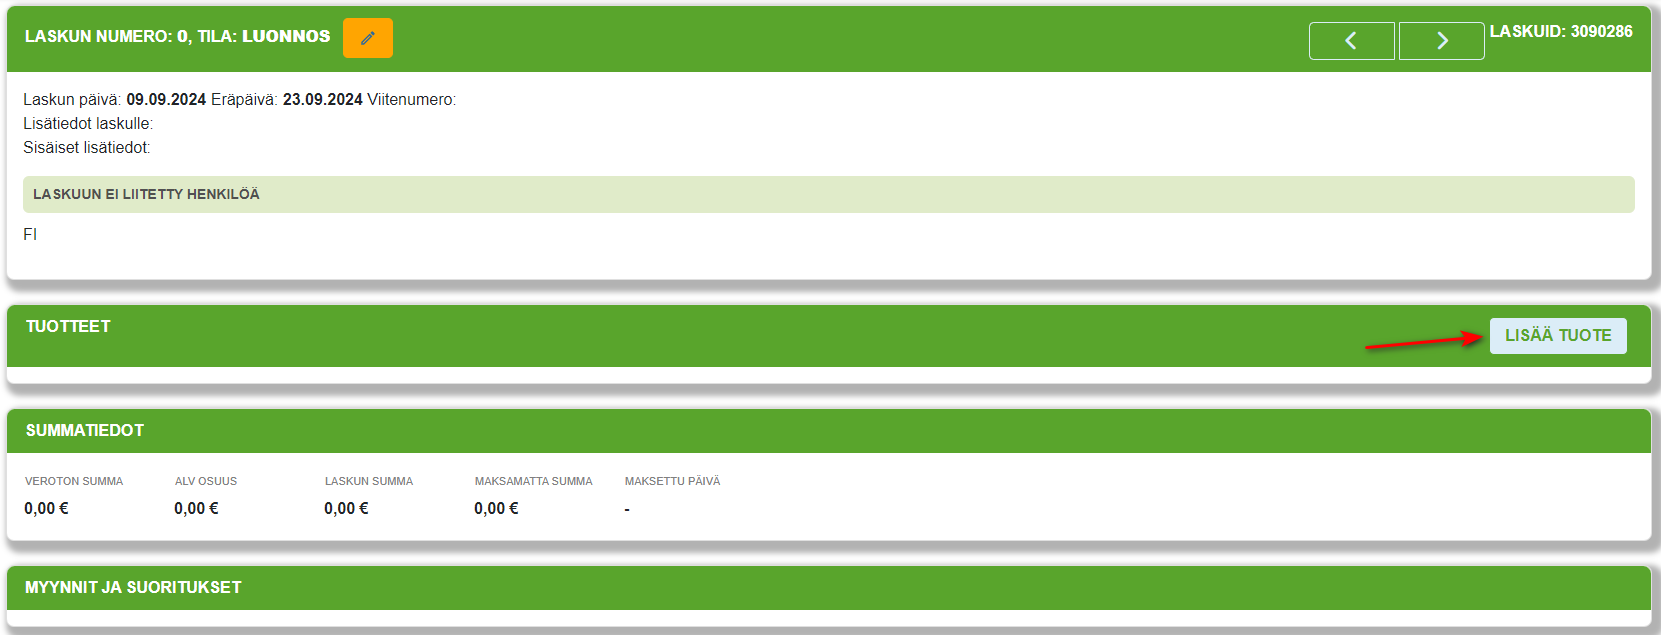 LASKUN NUMERO: 0, TILA: LUONNOS
LASKUID: 3090286
Laskun päivä: 09.09.2024 Eräpäivä: 23.09.2024 Viitenumero:
Lisätiedot laskulle:
Sisäiset lisätiedot:
LASKUUN EI LIITETTY HENKILÖÄ
FI
TUOTTEET
LISÄÄ TUOTE
SUMMATIEDOT
VEROTON SUMMA ALV OSUUS LASKUN SUMMA MAKSAMATTA SUMMA MAKSETTU PÄIVÄ
0,00 € 0,00 € 0,00 € 0,00 € -
MYYNNIT JA SUORITUKSET